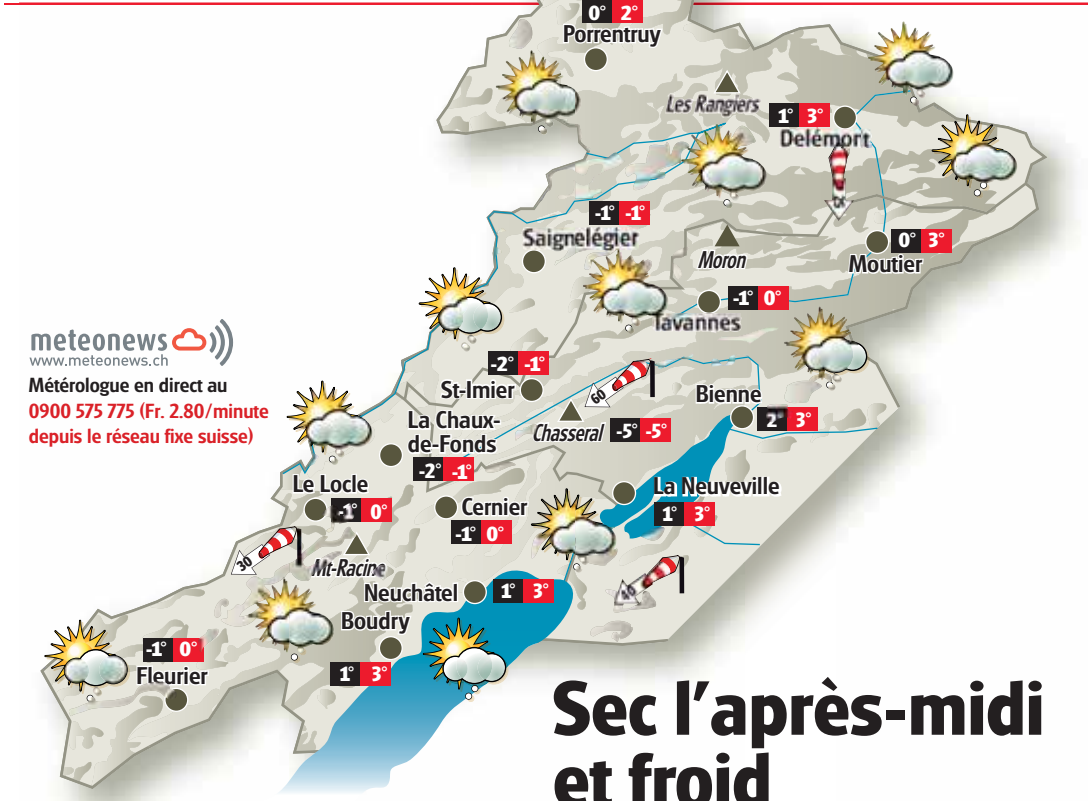 0° 2°
Porrentruy
Les Rangiers
1° 3°
Delémort
-1° -1°
Saignelégier
Moron
0° 3°
Moutier
-1° 0°
Tavannes
meteonews
www.meteonews.ch
Métérologue en direct au
0900 575 775 (Fr. 2.80/minute
depuis le réseau fixe suisse)
-2° -1°
St-Imier
60
Chasseral -5° -5°
Bienne
2° 3°
La Chaux-
de-Fonds
-2° -1°
Le Locle
-1° 0°
Cernier
-1° 0°
La Neuveville
1° 3°
30
Mt-Racine
40
Neuchâtel 1° 3°
Boudry
1° 3°
-1° 0°
Fleurier
Sec l'après-midi
et froid